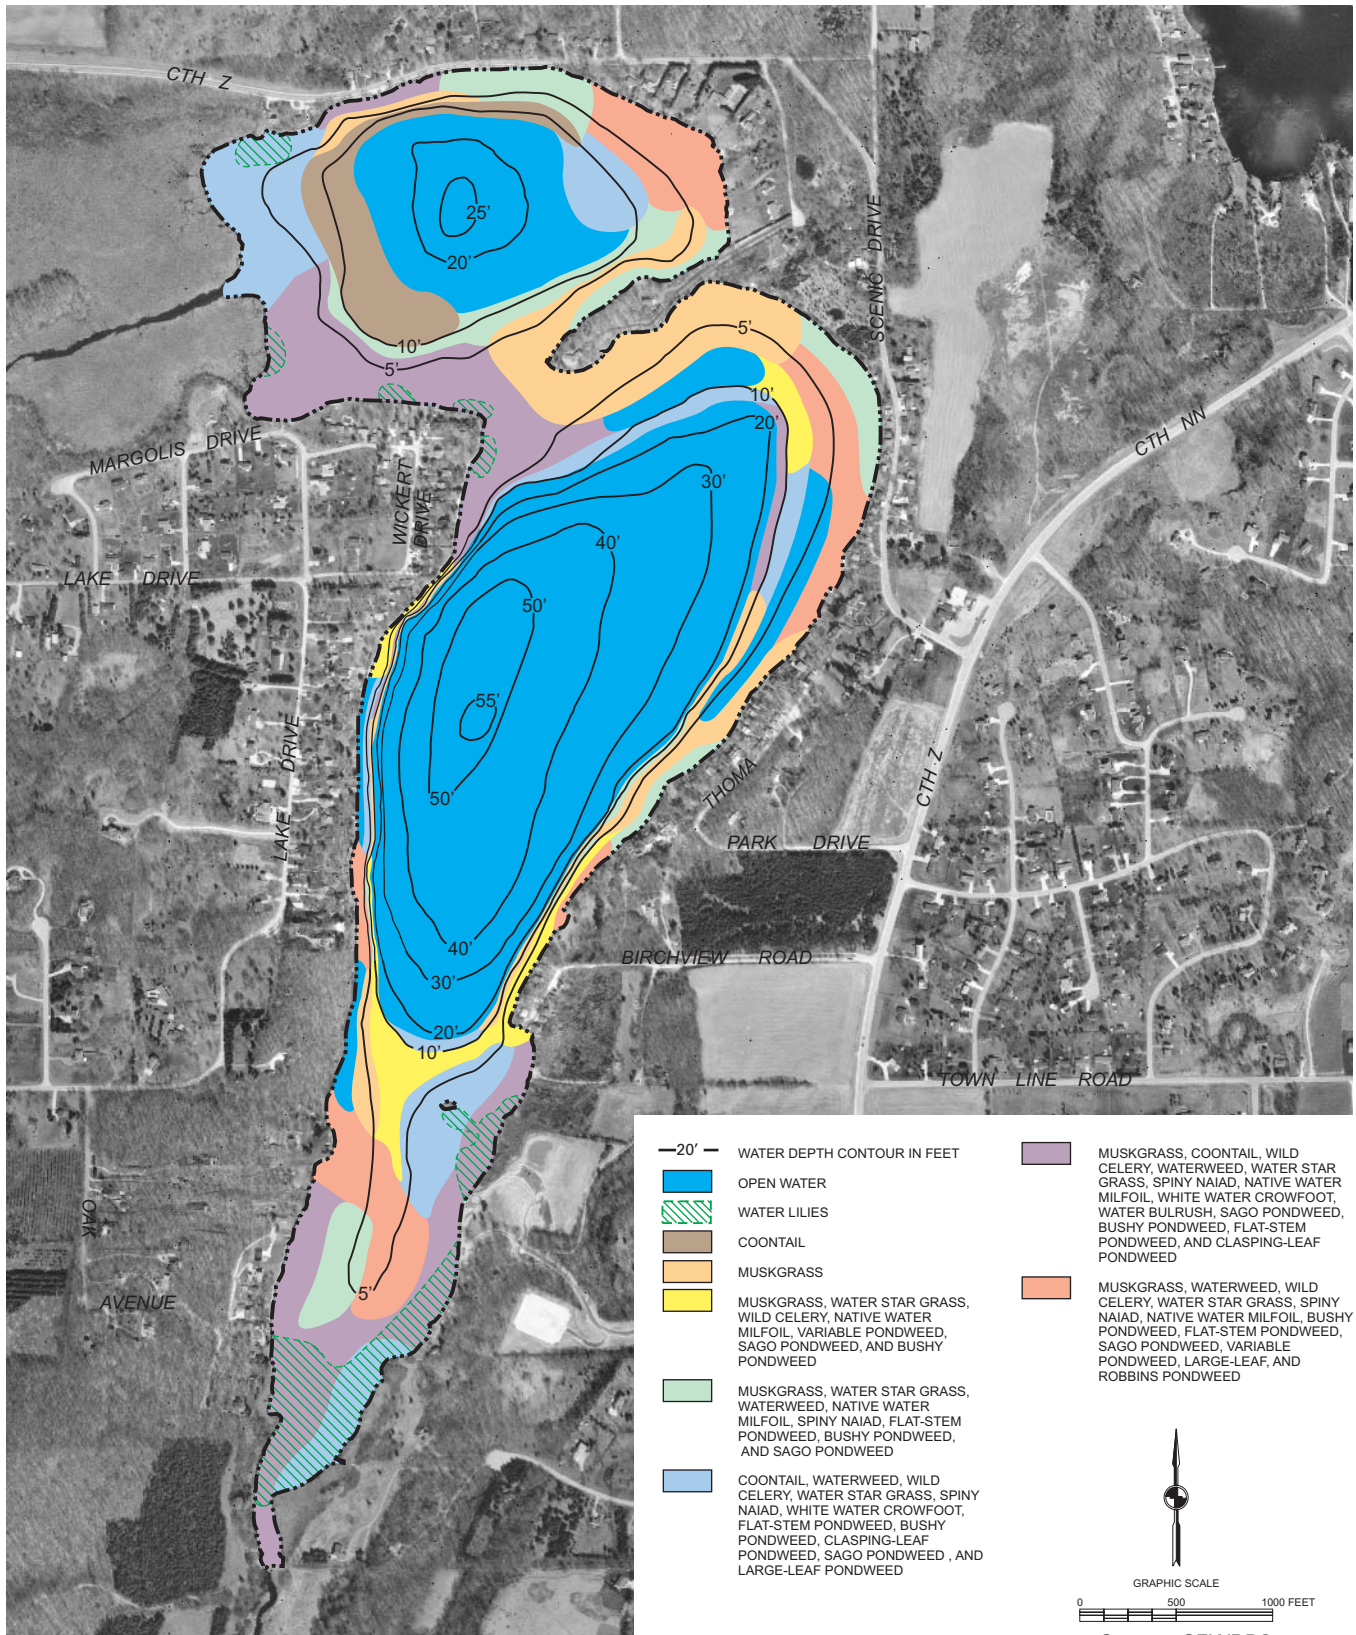 CTH Z
25'
20'
10'
5'
5'
10'
20'
30'
40'
50'
55'
50'
40'
30'
20'
10'
5'
SCENIC DRIVE
CTH NN
MARGOLIS DRIVE
WICKERT
DRIVE
LAKE DRIVE
LAKE DRIVE
THOMA
PARK DRIVE
CTH Z
BIRCHVIEW ROAD
TOWN LINE ROAD
OAK
AVENUE
20' WATER DEPTH CONTOUR IN FEET
OPEN WATER
WATER LILIES
COONTAIL
MUSKGRASS
MUSKGRASS, WATER STAR GRASS,
WILD CELERY, NATIVE WATER
MILFOIL, VARIABLE PONDWEED,
SAGO PONDWEED, AND BUSHY
PONDWEED
MUSKGRASS, WATER STAR GRASS,
WATERWEED, NATIVE WATER
MILFOIL, SPINY NAIAD, FLAT-STEM
PONDWEED, BUSHY PONDWEED,
AND SAGO PONDWEED
COONTAIL, WATERWEED, WILD
CELERY, WATER STAR GRASS, SPINY
NAIAD, WHITE WATER CROWFOOT,
FLAT-STEM PONDWEED, BUSHY
PONDWEED, CLASPING-LEAF
PONDWEED, SAGO PONDWEED , AND
LARGE-LEAF PONDWEED
MUSKGRASS, COONTAIL, WILD
CELERY, WATERWEED, WATER STAR
GRASS, SPINY NAIAD, NATIVE WATER
MILFOIL, WHITE WATER CROWFOOT,
WATER BULRUSH, SAGO PONDWEED,
BUSHY PONDWEED, FLAT-STEM
PONDWEED, AND CLASPING-LEAF
PONDWEED
MUSKGRASS, WATERWEED, WILD
CELERY, WATER STAR GRASS, SPINY
NAIAD, NATIVE WATER MILFOIL, BUSHY
PONDWEED, FLAT-STEM PONDWEED,
SAGO PONDWEED, VARIABLE
PONDWEED, LARGE-LEAF, AND
ROBBINS PONDWEED
GRAPHIC SCALE
0 500 1000 FEET